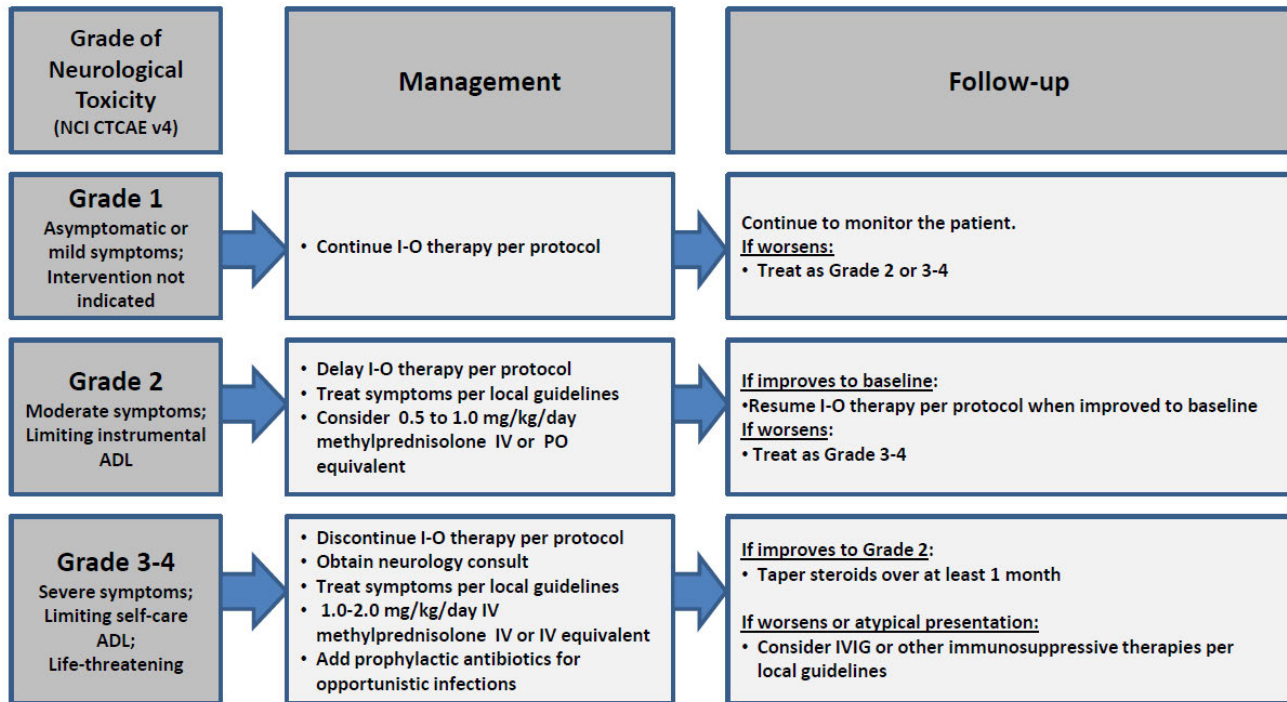 Grade of
Neurological
Toxicity
(NCI CTCAE v4)
Management
Follow-up
Grade 1
Asymptomatic or
mild symptoms;
Intervention not
indicated
• Continue I-O therapy per protocol
Continue to monitor the patient.
If worsens:
• Treat as Grade 2 or 3-4
Grade 2
Moderate symptoms;
Limiting instrumental
ADL
• Delay I-O therapy per protocol
• Treat symptoms per local guidelines
• Consider 0.5 to 1.0 mg/kg/day
methylprednisolone IV or PO
equivalent
If improves to baseline:
•Resume I-O therapy per protocol when improved to baseline
If worsens:
• Treat as Grade 3-4
Grade 3-4
Severe symptoms;
Limiting self-care
ADL;
Life-threatening
• Discontinue I-O therapy per protocol
• Obtain neurology consult
• Treat symptoms per local guidelines
• 1.0-2.0 mg/kg/day IV
methylprednisolone IV or IV equivalent
• Add prophylactic antibiotics for
opportunistic infections
If improves to Grade 2:
• Taper steroids over at least 1 month
If worsens or atypical presentation:
• Consider IVIG or other immunosuppressive therapies per
local guidelines